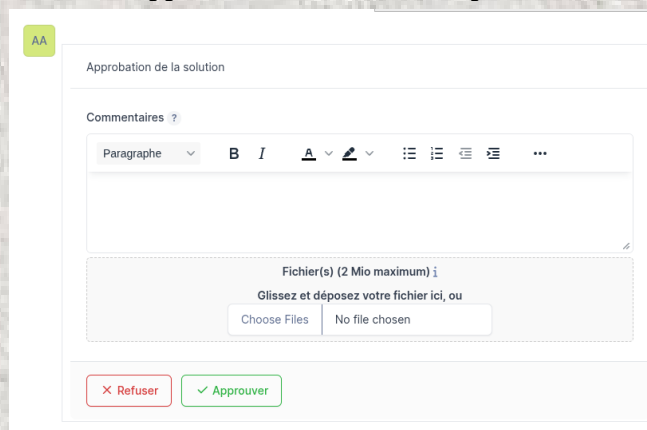 AA
Approbation de la solution
Commentaires ?
Paragraphe B I A
Fichier(s) (2 Mio maximum) i
Glissez et déposez votre fichier ici, ou
Choose Files No file chosen
Refuser Approuver